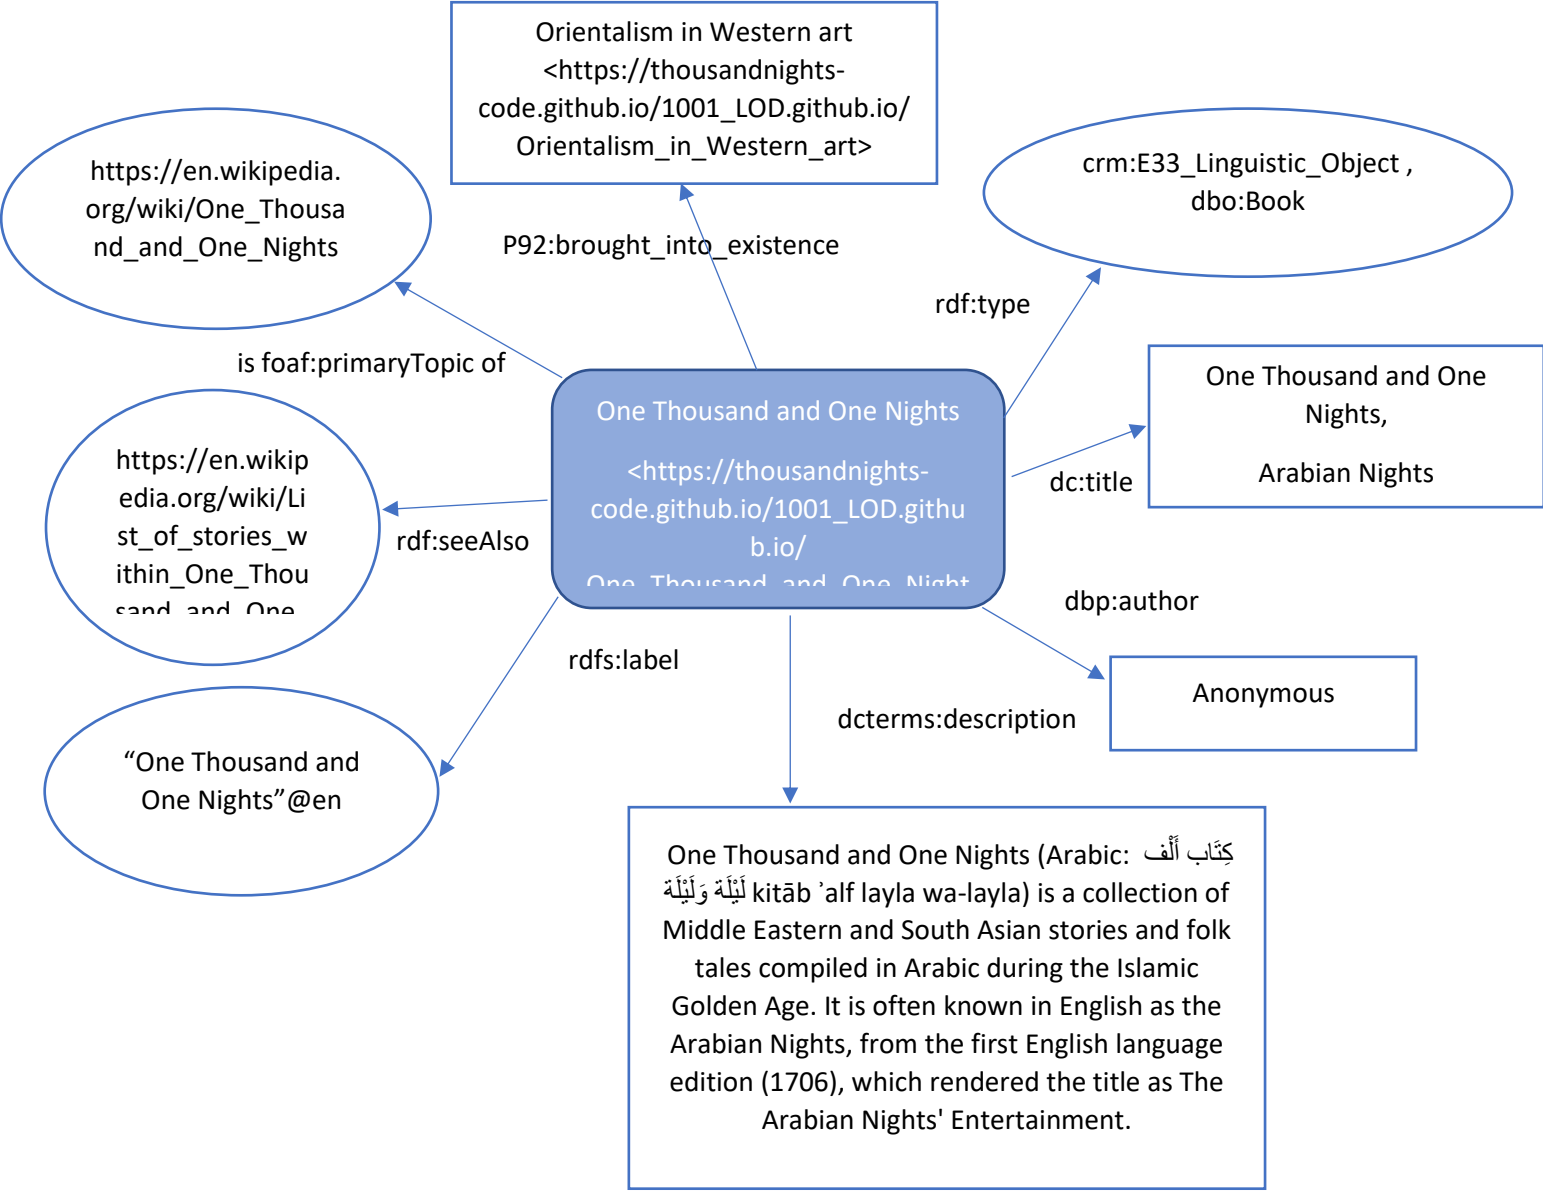 Orientalism in Western art
<https://thousandnights-
code.github.io/1001_LOD.github.io/
Orientalism_in_Western_art>
https://en.wikipedia.
org/wiki/One_Thousa
nd_and_One_Nights
crm:E33_Linguistic_Object ,
dbo:Book
P92:brought_into_existence
rdf:type
is foaf:primaryTopic of
One Thousand and One
Nights,
Arabian Nights
dc:title
One Thousand and One Nights
<https://thousandnights-
code.github.io/1001_LOD.githu
b.io/
One_Thousand_and_One_Night
https://en.wikip
edia.org/wiki/Li
st_of_stories_w
ithin_One_Thou
sand_and_One_
rdf:seeAlso
dbp:author
rdfs:label
Anonymous
dcterms:description
“One Thousand and
One Nights”@en
One Thousand and One Nights (Arabic: كِتَاب أَلْف
لَيْلَة وَلَيْلَة kitāb ʾalf layla wa-layla) is a collection of
Middle Eastern and South Asian stories and folk
tales compiled in Arabic during the Islamic
Golden Age. It is often known in English as the
Arabian Nights, from the first English language
edition (1706), which rendered the title as The
Arabian Nights' Entertainment.